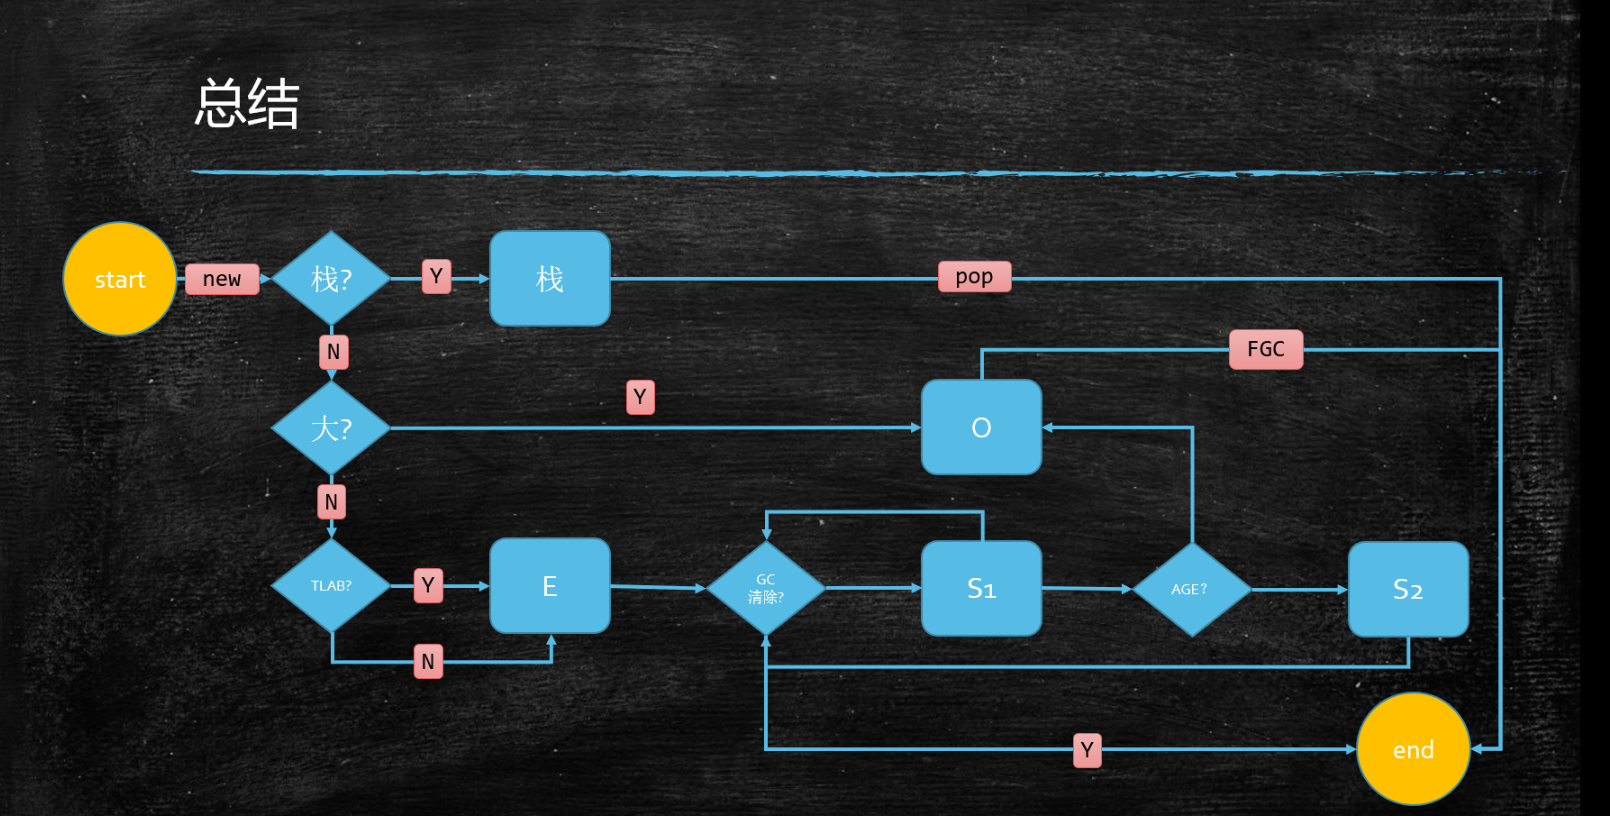 总结
start
new
栈?
Y
栈
pop
N
FGC
大?
Y
O
N
TLAB?
Y
E
GC
清除?
S1
AGE?
S2
N
Y
end